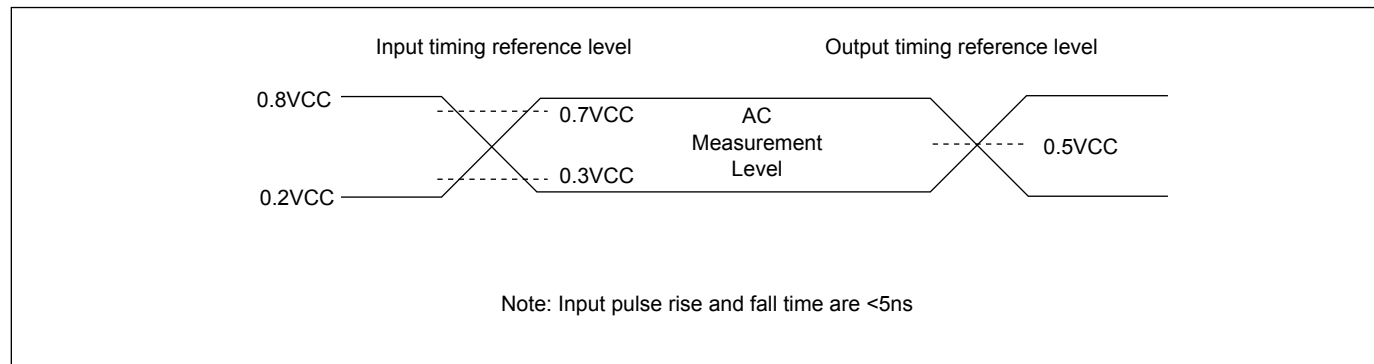 Input timing reference level
Output timing reference level
0.8VCC
0.7VCC
AC
Measurement
Level
0.5VCC
0.3VCC
0.2VCC
Note: Input pulse rise and fall time are <5ns